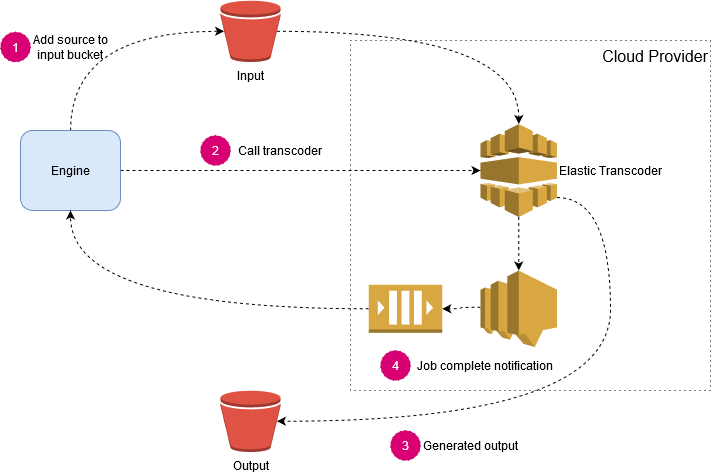 1
Add source to
input bucket
Input
Cloud Provider
2
Call transcoder
Engine
Elastic Transcoder
4
Job complete notification
3
Generated output
Output